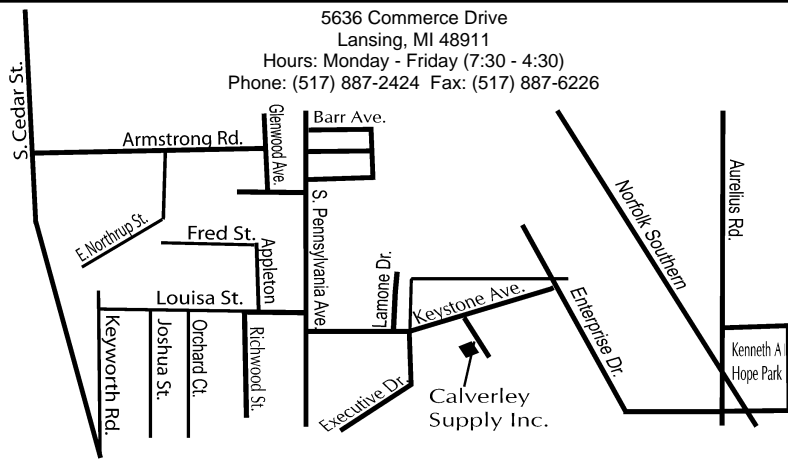 5636 Commerce Drive
Lansing, MI 48911
Hours: Monday - Friday (7:30 - 4:30)
Phone: (517) 887-2424 Fax: (517) 887-6226
S. Cedar St.
Armstrong Rd.
Glenwood Ave.
Barr Ave.
S. Pennsylvania Ave.
Norfolk Southern
Aurelius Rd.
E.Northrup St.
Fred St.
Appleton
Lamone Dr.
Keystone Ave.
Enterprise Dr.
Louisa St.
Keyworth Rd.
Joshua St.
Orchard Ct.
Richwood St.
Executive Dr.
Calverley
Supply Inc.
Kenneth A
Hope Park